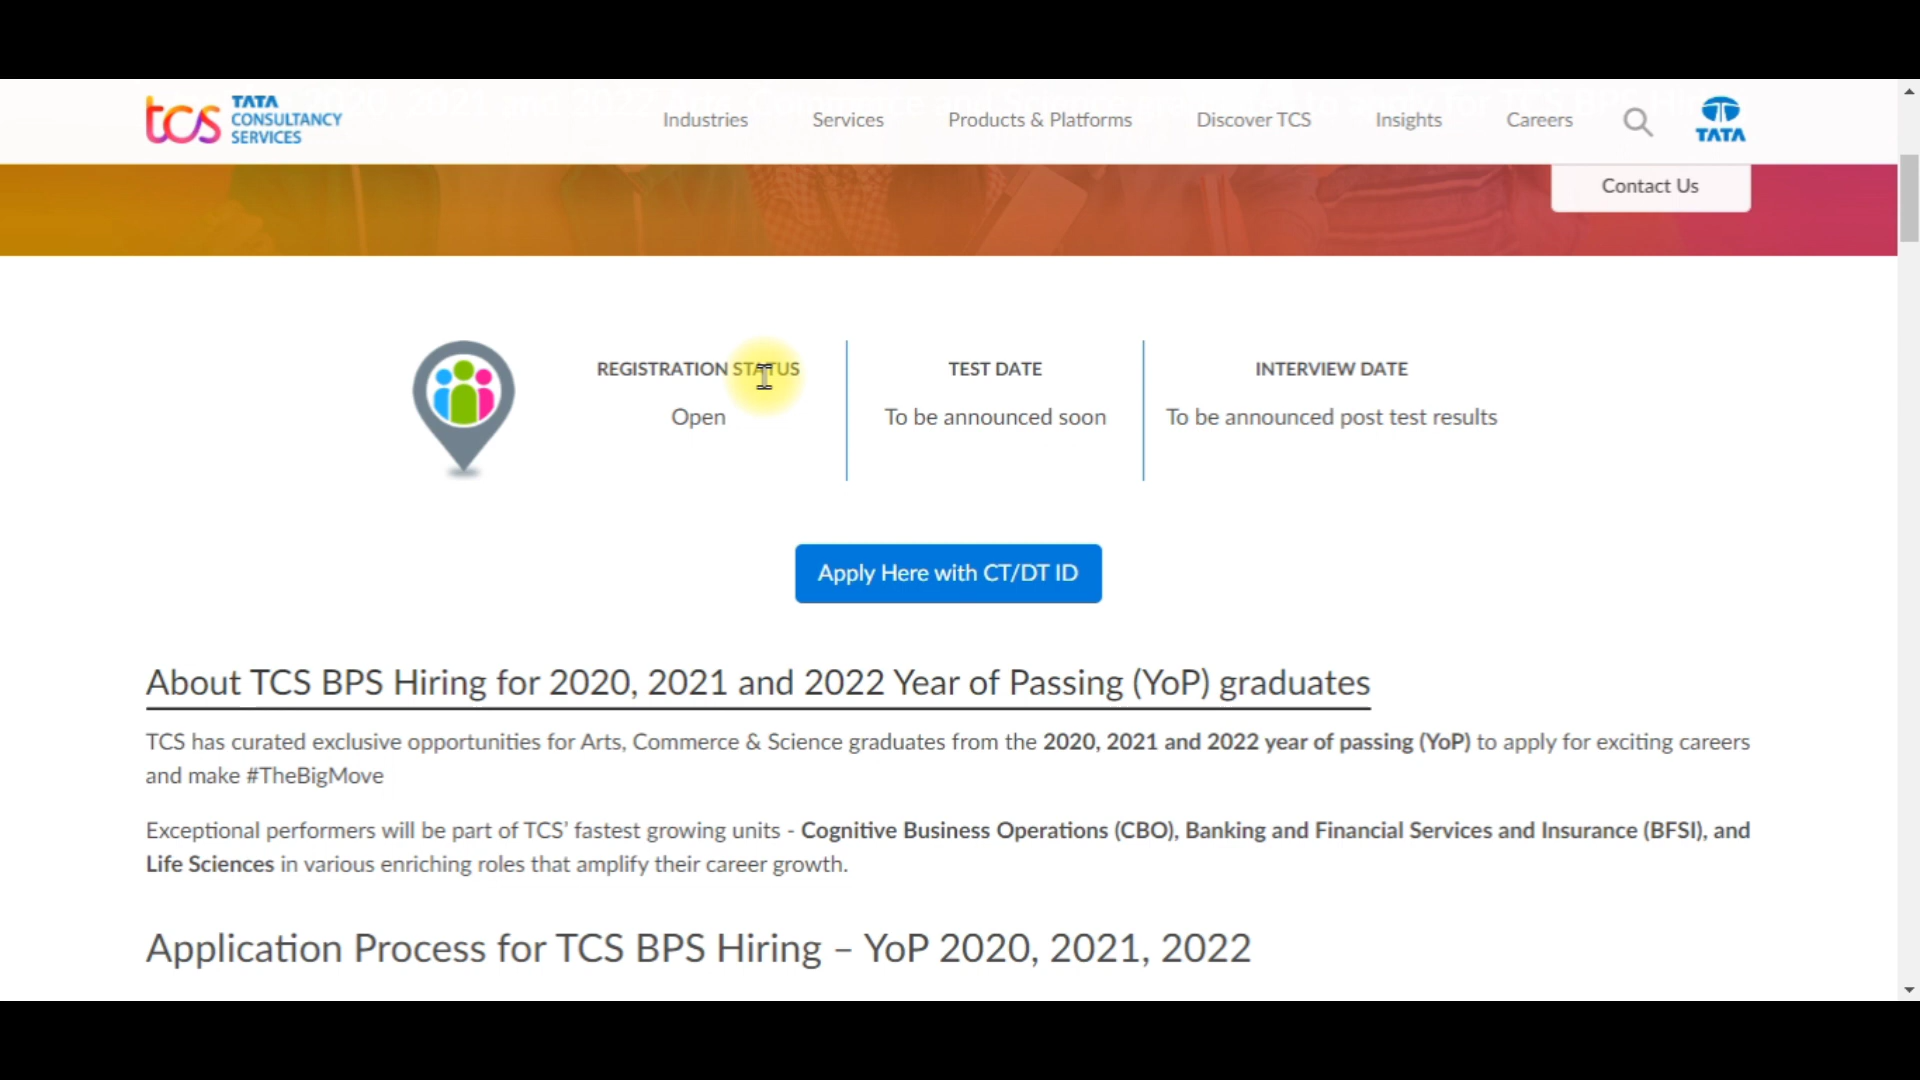 tcs TATA
CONSULTANCY
SERVICES
Industries Services Products & Platforms Discover TCS Insights Careers
TATA
Contact Us
REGISTRATION STATUS TEST DATE INTERVIEW DATE
Open To be announced soon To be announced post test results
Apply Here with CT/DT ID
About TCS BPS Hiring for 2020, 2021 and 2022 Year of Passing (YoP) graduates
TCS has curated exclusive opportunities for Arts, Commerce & Science graduates from the 2020, 2021 and 2022 year of passing (YoP) to apply for exciting careers
and make #TheBigMove
Exceptional performers will be part of TCS’ fastest growing units - Cognitive Business Operations (CBO), Banking and Financial Services and Insurance (BFSI), and
Life Sciences in various enriching roles that amplify their career growth.
Application Process for TCS BPS Hiring – YoP 2020, 2021, 2022